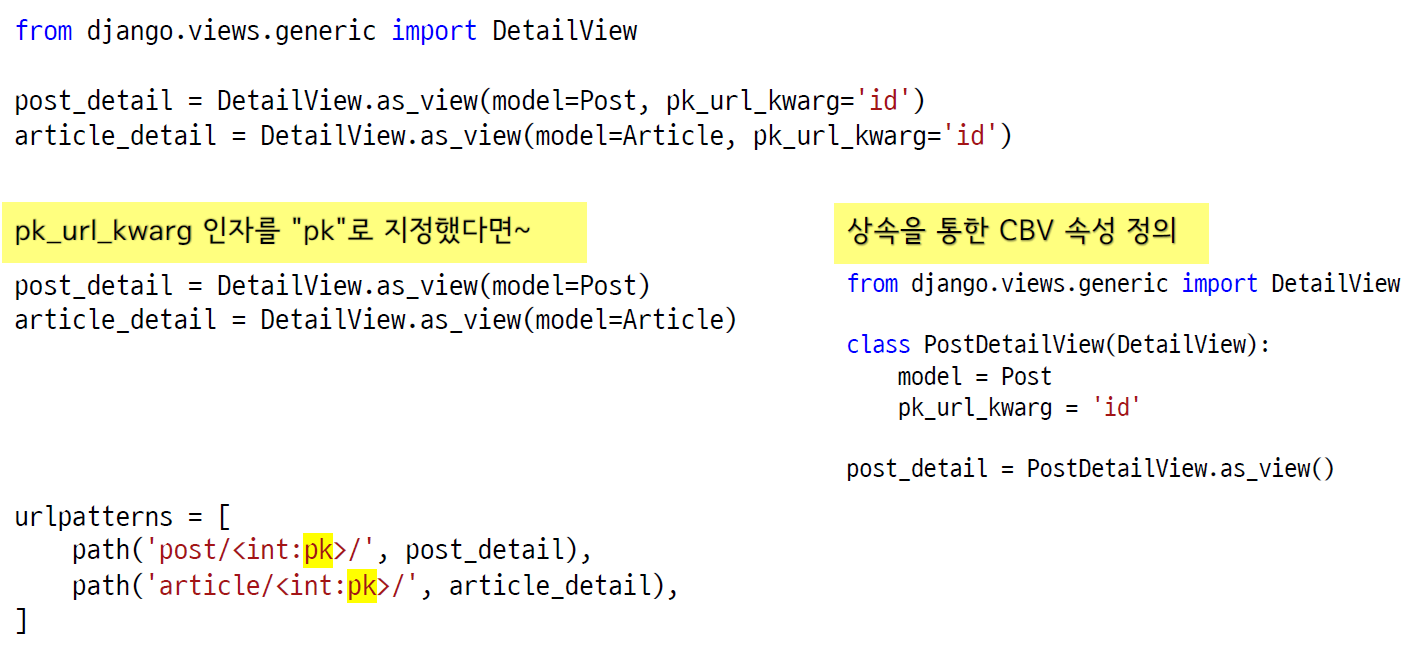 from django.views.generic import DetailView
post_detail = DetailView.as_view(model=Post, pk_url_kwarg='id')
article_detail = DetailView.as_view(model=Article, pk_url_kwarg='id')
pk_url_kwarg 인자를 "pk"로 지정했다면~
post_detail = DetailView.as_view(model=Post)
article_detail = DetailView.as_view(model=Article)
urlpatterns = [
    path('post/<int:pk>/', post_detail),
    path('article/<int:pk>/', article_detail),
]
상속을 통한 CBV 속성 정의
from django.views.generic import DetailView
class PostDetailView(DetailView):
    model = Post
    pk_url_kwarg = 'id'
post_detail = PostDetailView.as_view()